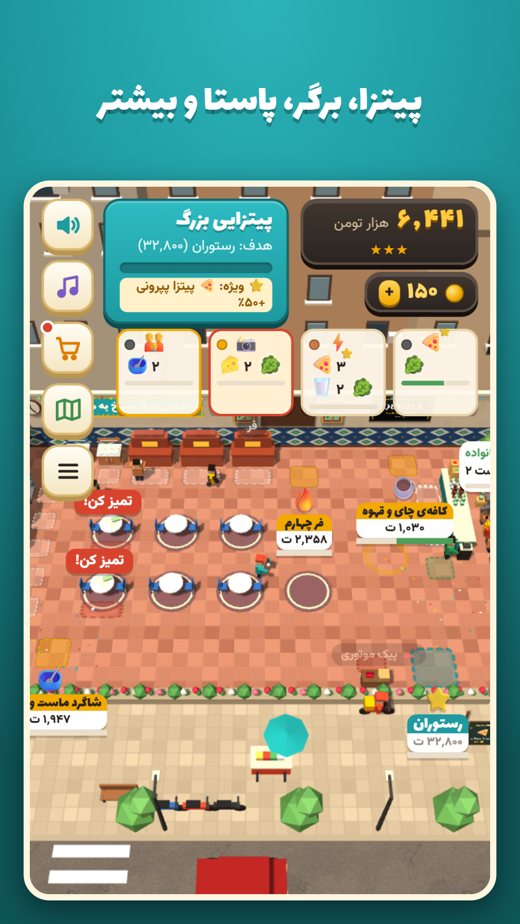 پیتزا، برگر، پاستا و بیشتر
۶,۴۴۱ هزار تومن
۱۵۰
+
پیتزایی بزرگ
هدف: رستوران (۳۲,۸۰۰)
ویژه: پیتزا پپرونی
+۵۰٪
۲
۲
۳
۲
فر
تمیز کن!
تمیز کن!
فر چهارم
۲,۳۵۸ ت
کافه‌ی چای و قهوه
۱,۰۳۰ ت
پیک موتوری
شاگرد ماست و
۱,۹۴۷ ت
رستوران
۳۲,۸۰۰ ت